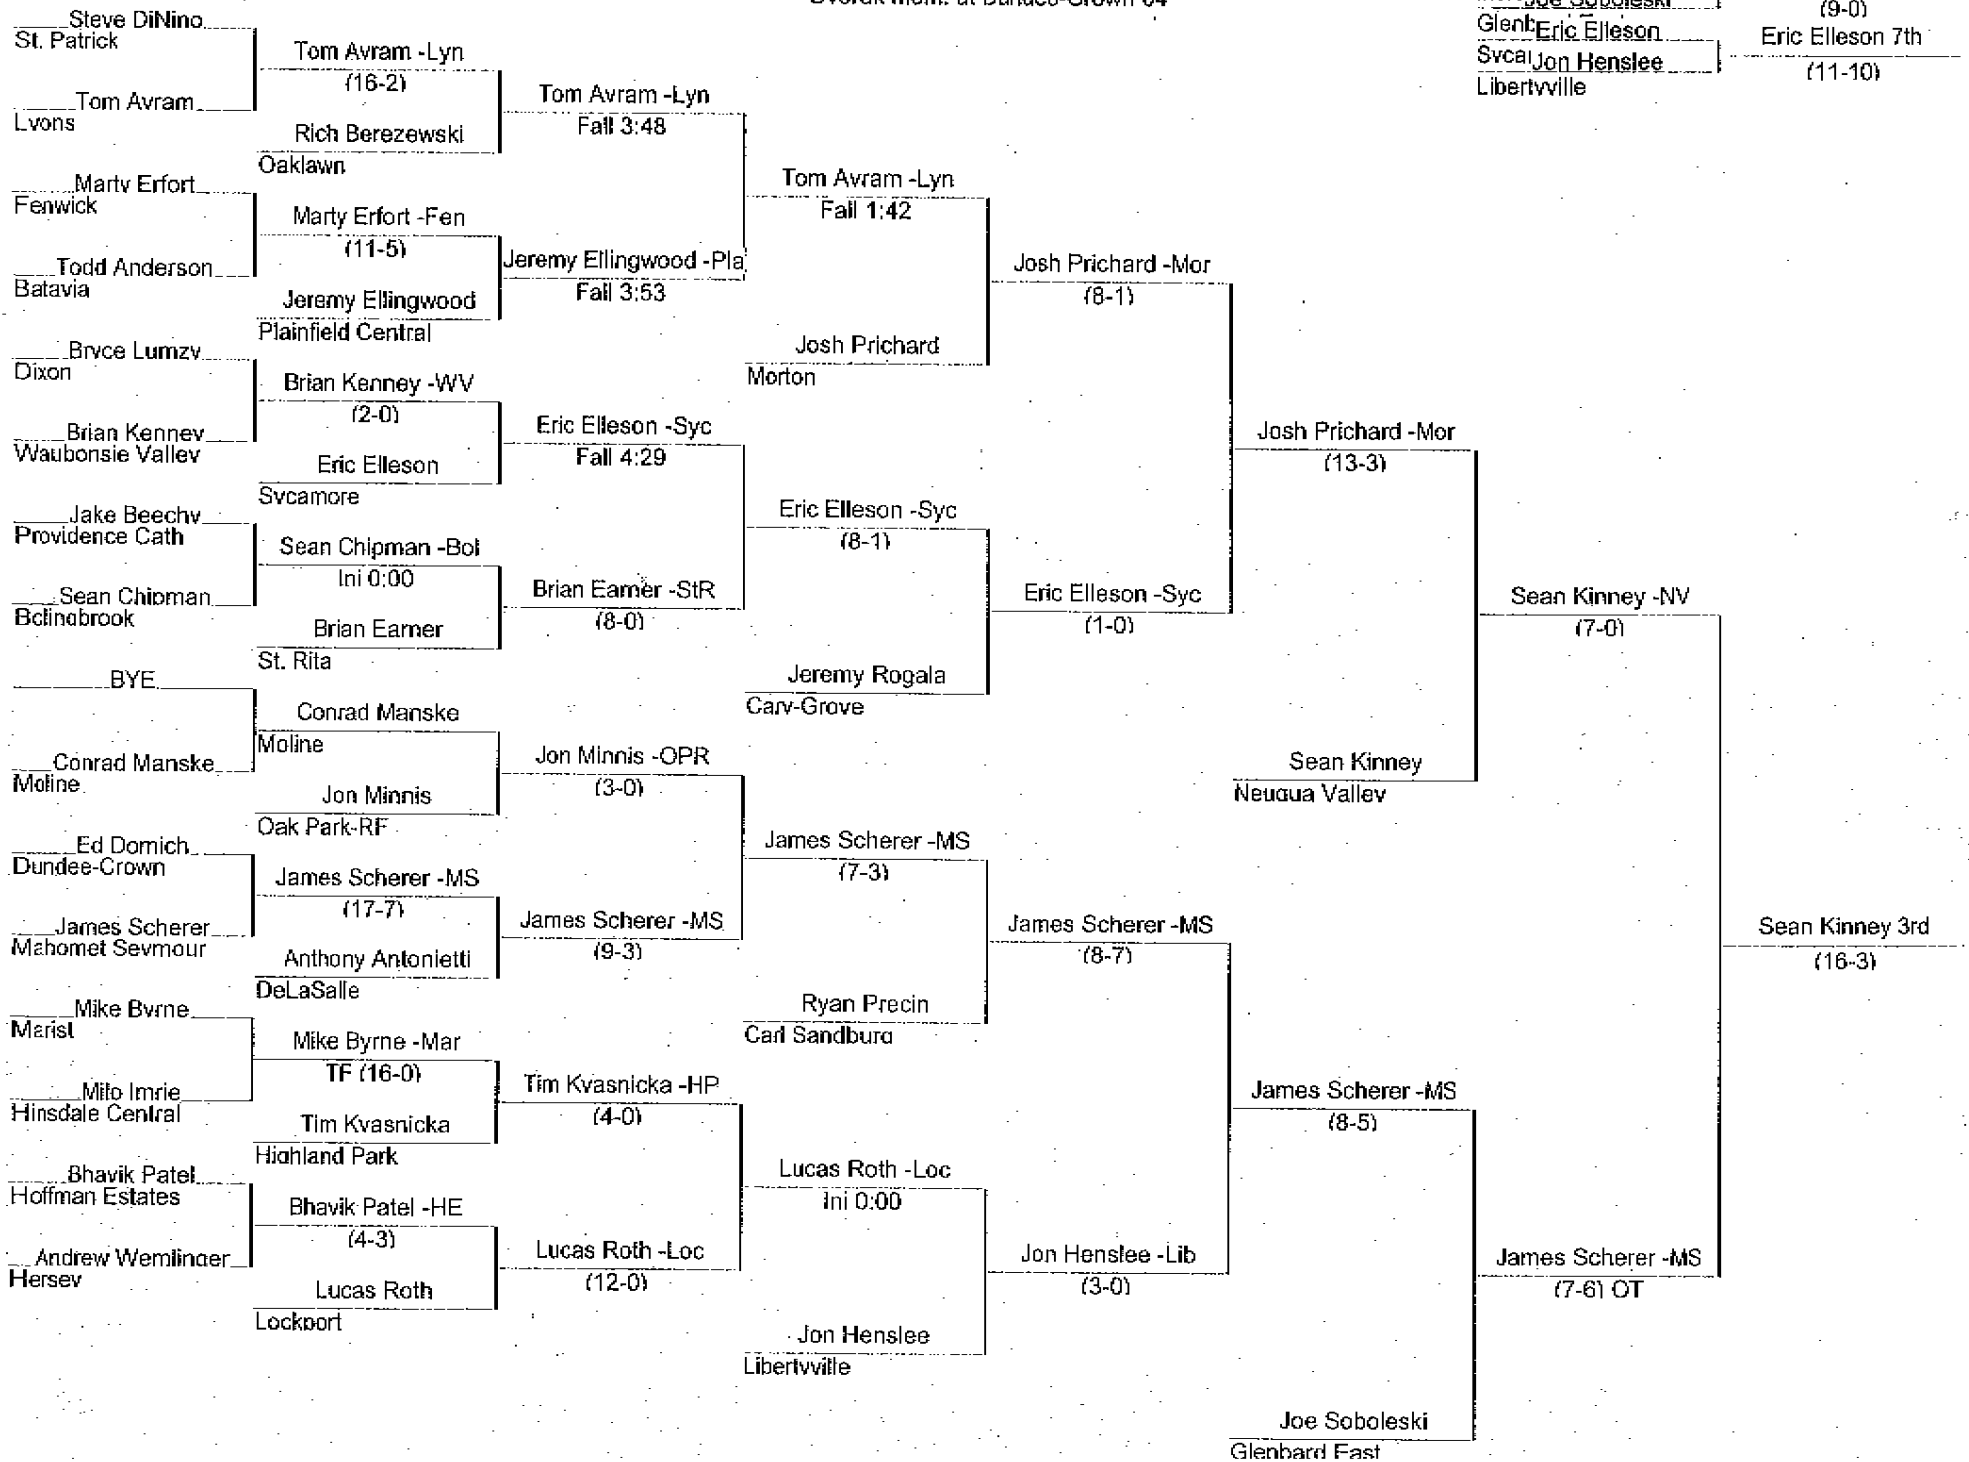 Steve DiNino
St. Patrick
Tom Avram -Lyn
(16-2)
Tom Avram
Lyons
Tom Avram -Lyn
Fall 3:48
Rich Berezewski
Oaklawn
Marty Erfort
Fenwick
Tom Avram -Lyn
Fall 1:42
Marty Erfort -Fen
(11-5)
Todd Anderson
Batavia
Jeremy Ellingwood -Pla
Fall 3:53
Jeremy Ellingwood
Plainfield Central
Josh Prichard -Mor
(8-1)
Bryce Lumzy
Dixon
Josh Prichard
Morton
Brian Kenney -WV
(2-0)
Brian Kenney
Waubonsie Valley
Eric Elleson -Syc
Fall 4:29
Eric Elleson
Sycamore
Josh Prichard -Mor
(13-3)
Jake Beechy
Providence Cath
Eric Elleson -Syc
(8-1)
Sean Chipman -Bol
Inj 0:00
Sean Chipman
Bolingbrook
Brian Earner -StR
(8-0)
Brian Earner
St. Rita
Eric Elleson -Syc
(1-0)
Sean Kinney -NV
(7-0)
BYE
Jeremy Rogala
Cary-Grove
Conrad Manske
Moline
Conrad Manske
Moline
Jon Minnis -OPR
(3-0)
Jon Minnis
Oak Park-RF
Sean Kinney
Neuqua Valley
Ed Domich
Dundee-Crown
James Scherer -MS
(7-3)
James Scherer -MS
(17-7)
James Scherer
Mahomet Seymour
James Scherer -MS
(9-3)
Anthony Antonietti
DeLaSalle
James Scherer -MS
(8-7)
Sean Kinney 3rd
(16-3)
Mike Byrne
Marist
Ryan Precin
Carl Sandburg
Mike Byrne -Mar
TF (16-0)
Milo Imrie
Hinsdale Central
Tim Kvasnicka -HP
(4-0)
Tim Kvasnicka
Highland Park
James Scherer -MS
(8-5)
Bhavik Patel
Hoffman Estates
Lucas Roth -Loc
Inj 0:00
Bhavik Patel -HE
(4-3)
Andrew Wemlinger
Hersey
Lucas Roth -Loc
(12-0)
Lucas Roth
Lockport
Jon Henslee -Lib
(3-0)
James Scherer -MS
(7-6) OT
Jon Henslee
Libertyville
Joe Soboleski
Glenbard East
Joe Soboleski
(9-0)
Eric Elleson
Eric Elleson 7th
Jon Henslee
(11-10)
Libertyville